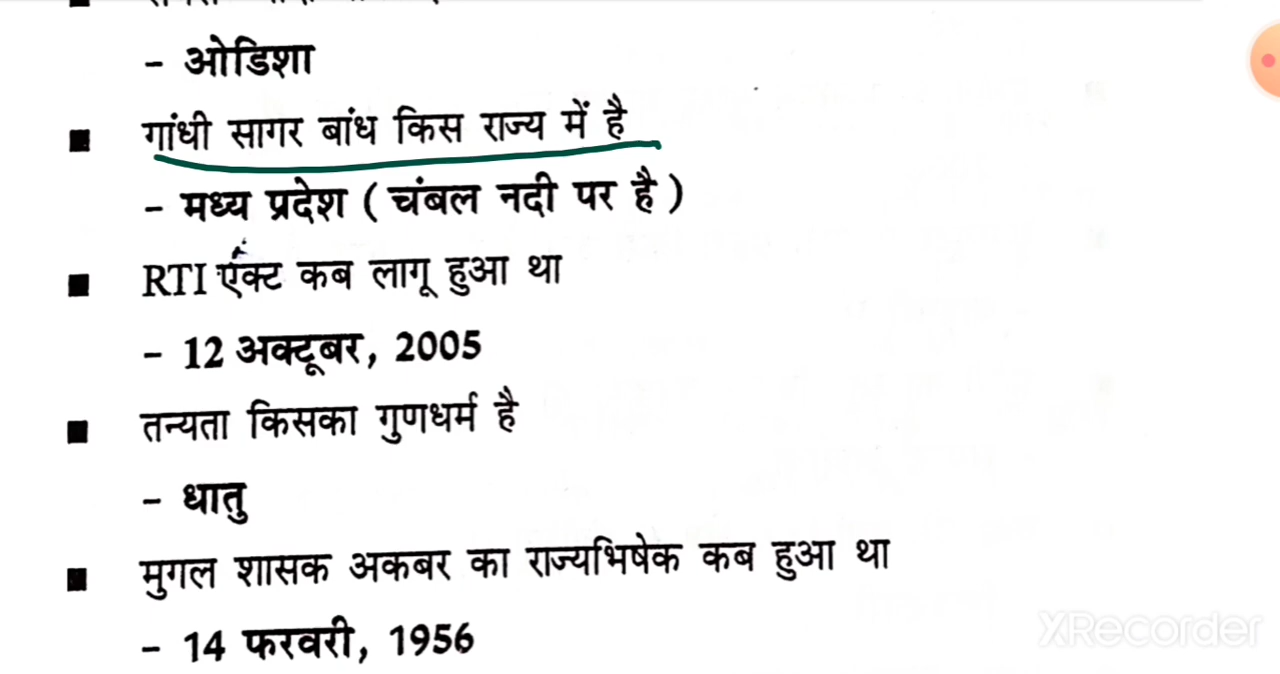 - ओडिशा
■ गांधी सागर बांध किस राज्य में है
- मध्य प्रदेश ( चंबल नदी पर है )
■ RTI एंक्ट कब लागू हुआ था
- 12 अक्टूबर, 2005
■ तन्यता किसका गुणधर्म है
- धातु
■ मुगल शासक अकबर का राज्यभिषेक कब हुआ था
- 14 फरवरी, 1956
XRecorder